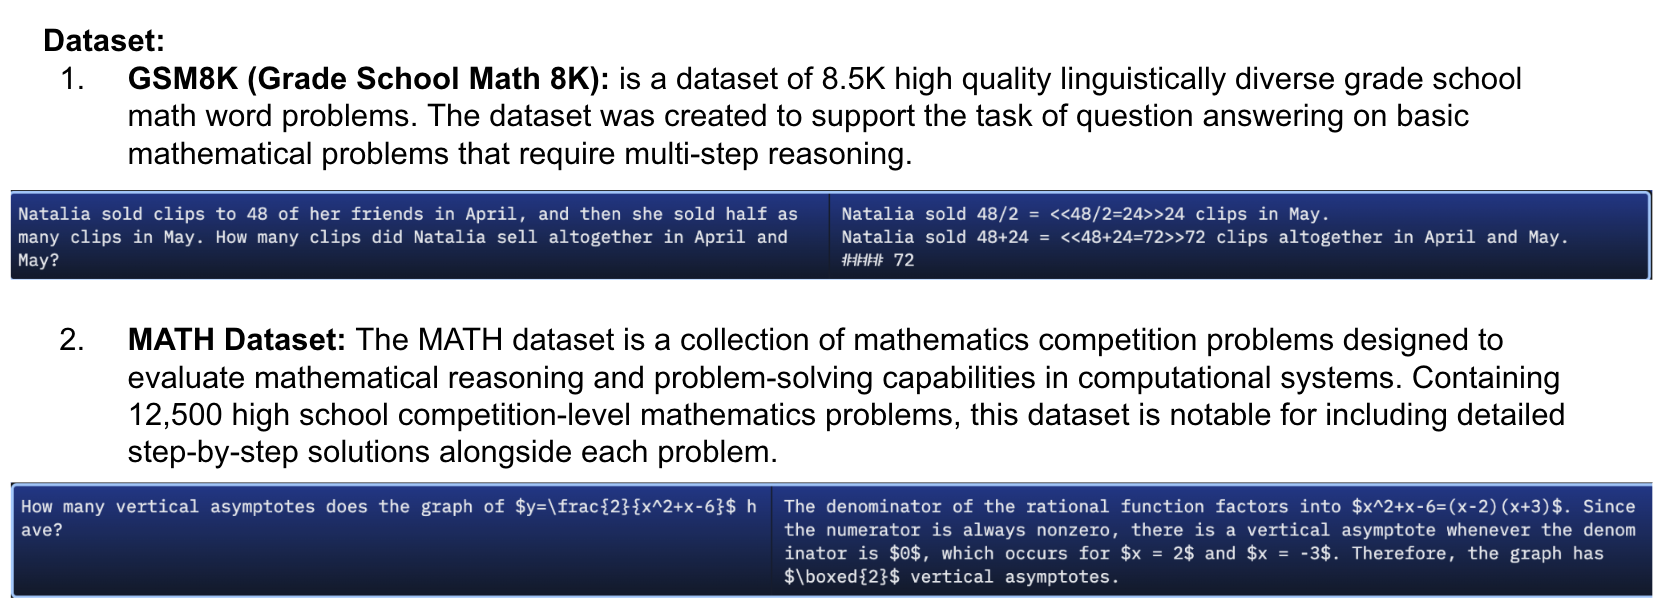 Dataset:
1. GSM8K (Grade School Math 8K): is a dataset of 8.5K high quality linguistically diverse grade school
math word problems. The dataset was created to support the task of question answering on basic
mathematical problems that require multi-step reasoning.
Natalia sold clips to 48 of her friends in April, and then she sold half as
many clips in May. How many clips did Natalia sell altogether in April and
May?
Natalia sold 48/2 = <<48/2=24>>24 clips in May.
Natalia sold 48+24 = <<48+24=72>>72 clips altogether in April and May.
#### 72
2. MATH Dataset: The MATH dataset is a collection of mathematics competition problems designed to
evaluate mathematical reasoning and problem-solving capabilities in computational systems. Containing
12,500 high school competition-level mathematics problems, this dataset is notable for including detailed
step-by-step solutions alongside each problem.
How many vertical asymptotes does the graph of $y=\frac{2}{x^2+x-6}$ h
ave?
The denominator of the rational function factors into $x^2+x-6=(x-2)(x+3)$. Since
the numerator is always nonzero, there is a vertical asymptote whenever the denom
inator is $0$, which occurs for $x = 2$ and $x = -3$. Therefore, the graph has
$\boxed{2}$ vertical asymptotes.